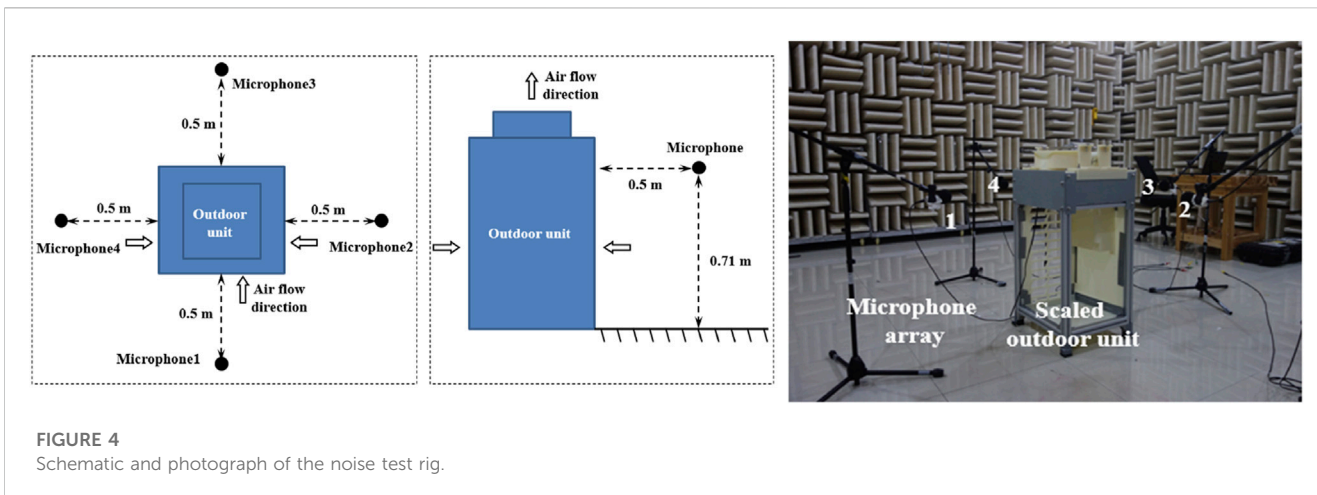 Microphone3
0.5 m
0.5 m
Outdoor
unit
0.5 m
Microphone4
Microphone2
Air flow
direction
0.5 m
Microphone1
Air flow
direction
Microphone
0.5 m
Outdoor unit
0.71 m
4
3
2
1
Microphone
array
Scaled
outdoor unit
FIGURE 4
Schematic and photograph of the noise test rig.